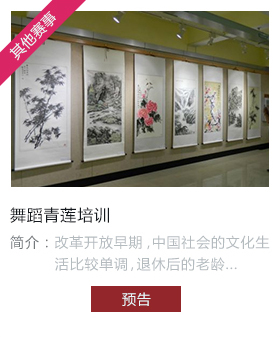 其他赛事
舞蹈青莲培训
简介：改革开放早期,中国社会的文化生
活比较单调,退休后的老龄...
预告